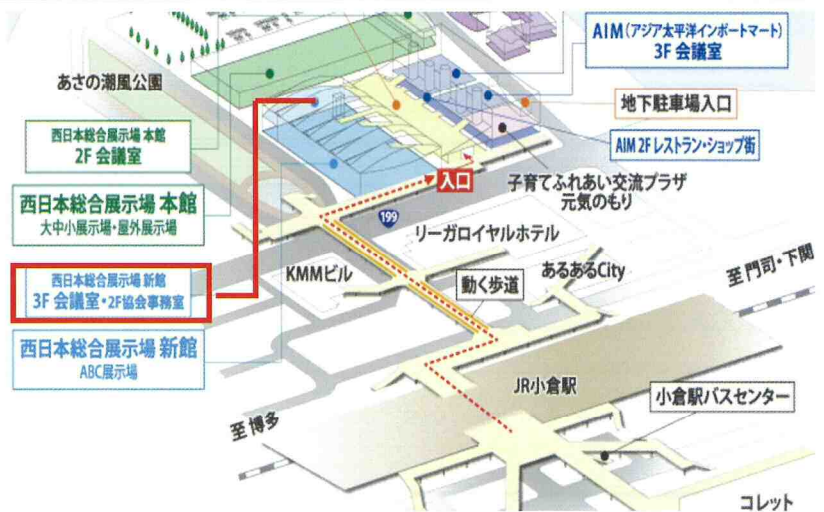 AIM（アジア太平洋インポートマート）
3F 会議室
あさの潮風公園
地下駐車場入口
西日本総合展示場 本館
2F 会議室
AIM 2F レストラン・ショップ街
入口
子育てふれあい交流プラザ
元気のもり
西日本総合展示場 本館
大中小展示場・屋外展示場
199
リーガロイヤルホテル
KMMビル
動く歩道
あるあるCity
至 門司・下関
西日本総合展示場 新館
3F 会議室・2F協会事務室
西日本総合展示場 新館
ABC展示場
JR小倉駅
小倉駅バスセンター
至 博多
コレット